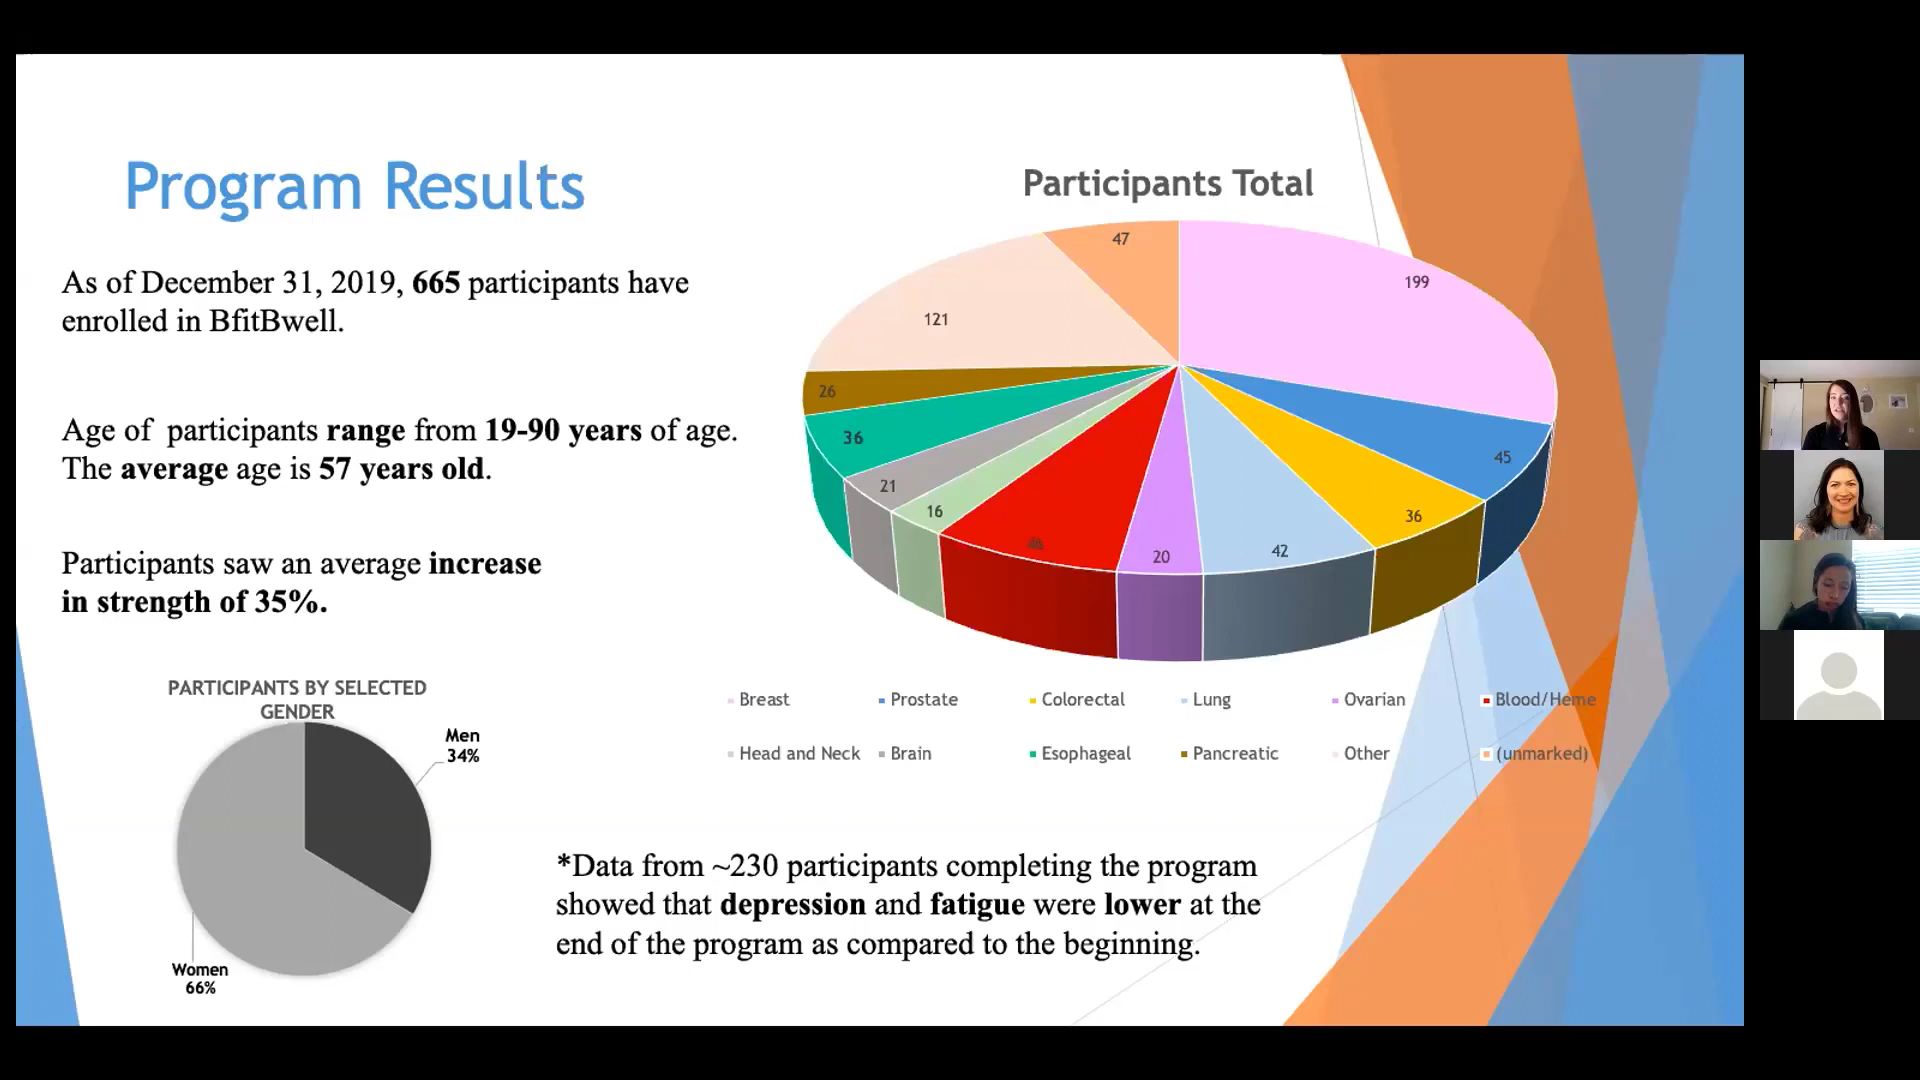 Program Results
As of December 31, 2019, 665 participants have
enrolled in BfitBwell.
Age of participants range from 19-90 years of age.
The average age is 57 years old.
Participants saw an average increase
in strength of 35%.
PARTICIPANTS BY SELECTED
GENDER
Men
34%
Women
66%
Participants Total
47
199
121
26
45
36
21
36
16
20
42
Breast
Prostate
Colorectal
Lung
Ovarian
Blood/Heme
Head and Neck
Brain
Esophageal
Pancreatic
Other
(unmarked)
*Data from ~230 participants completing the program
showed that depression and fatigue were lower at the
end of the program as compared to the beginning.